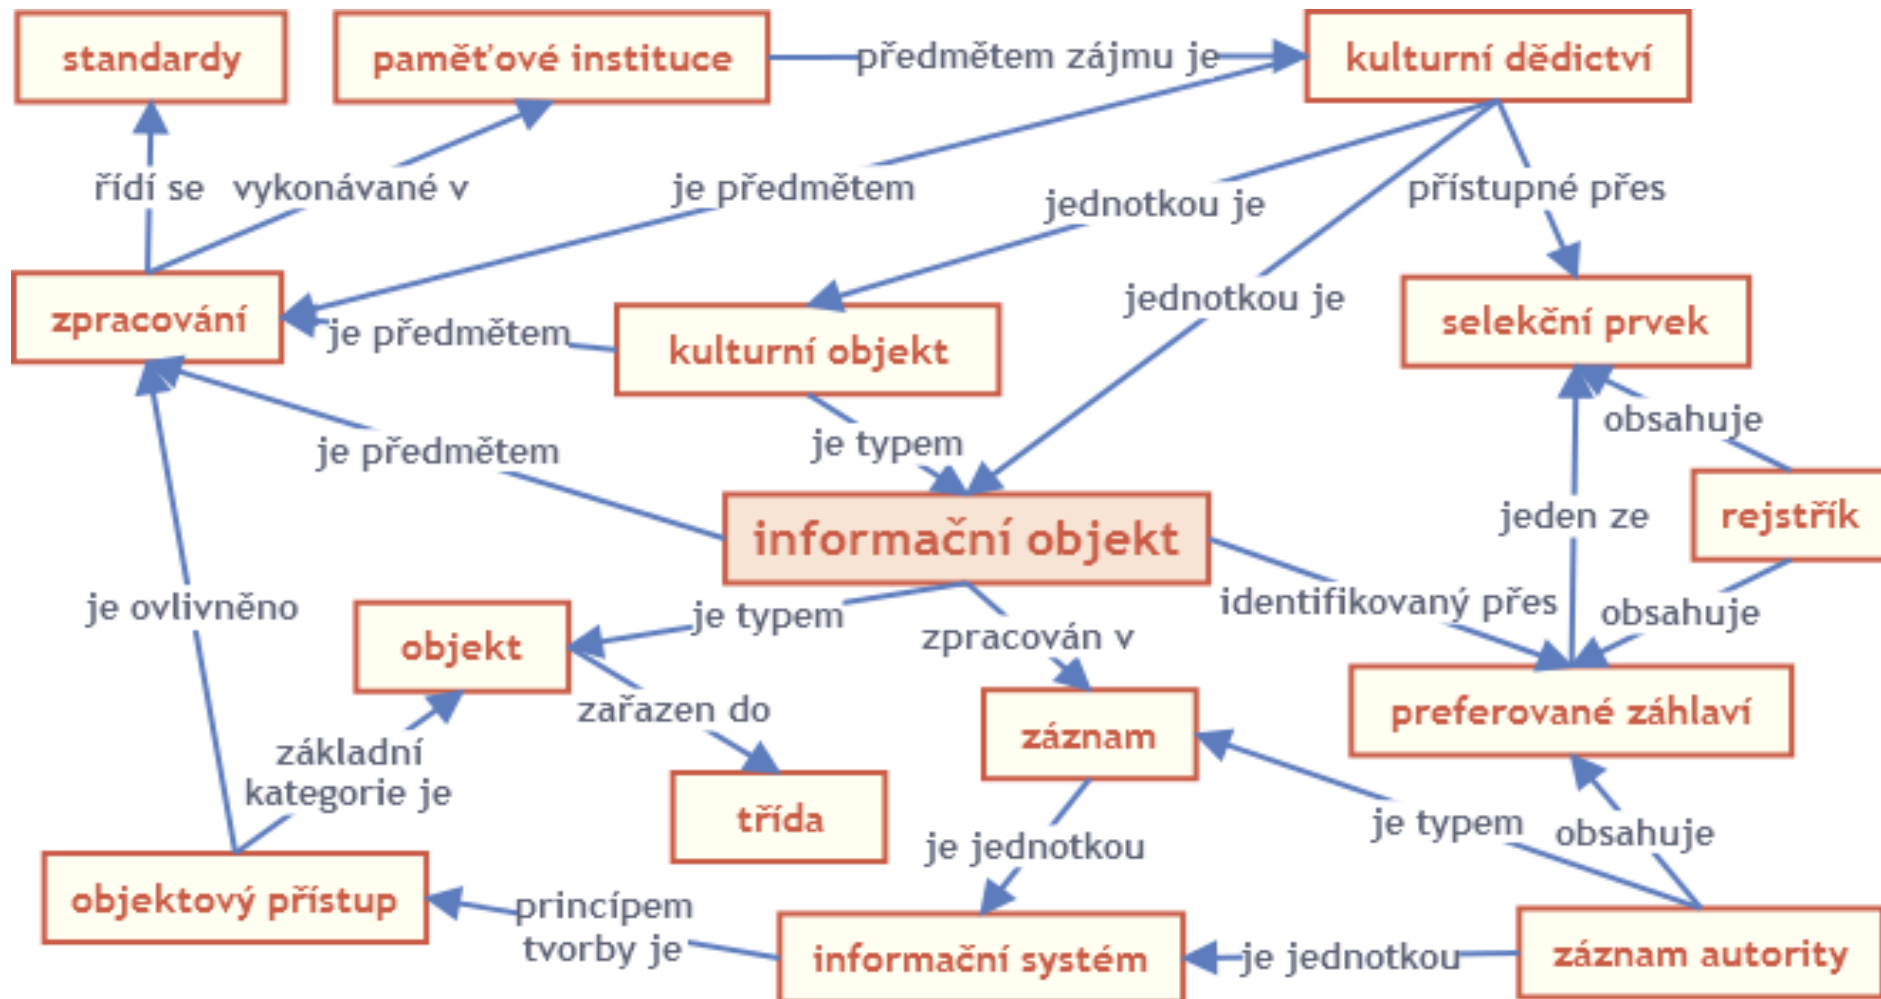 standardy
paměťové instituce
předmětem zájmu je
kulturní dědictví
řídí se
vykonávané v
je předmětem
jednotkou je
přístupné přes
jednotkou je
zpracování
je předmětem
kulturní objekt
selekční prvek
je předmětem
je typem
obsahuje
informační objekt
jeden ze
rejstřík
je ovlivněno
objekt
je typem
zpracován v
identifikovaný přes
obsahuje
zařazen do
základní
kategorie je
záznam
preferované záhlaví
třída
je jednotkou
je typem
obsahuje
objektový přístup
princípem
tvorby je
informační systém
je jednotkou
záznam autority